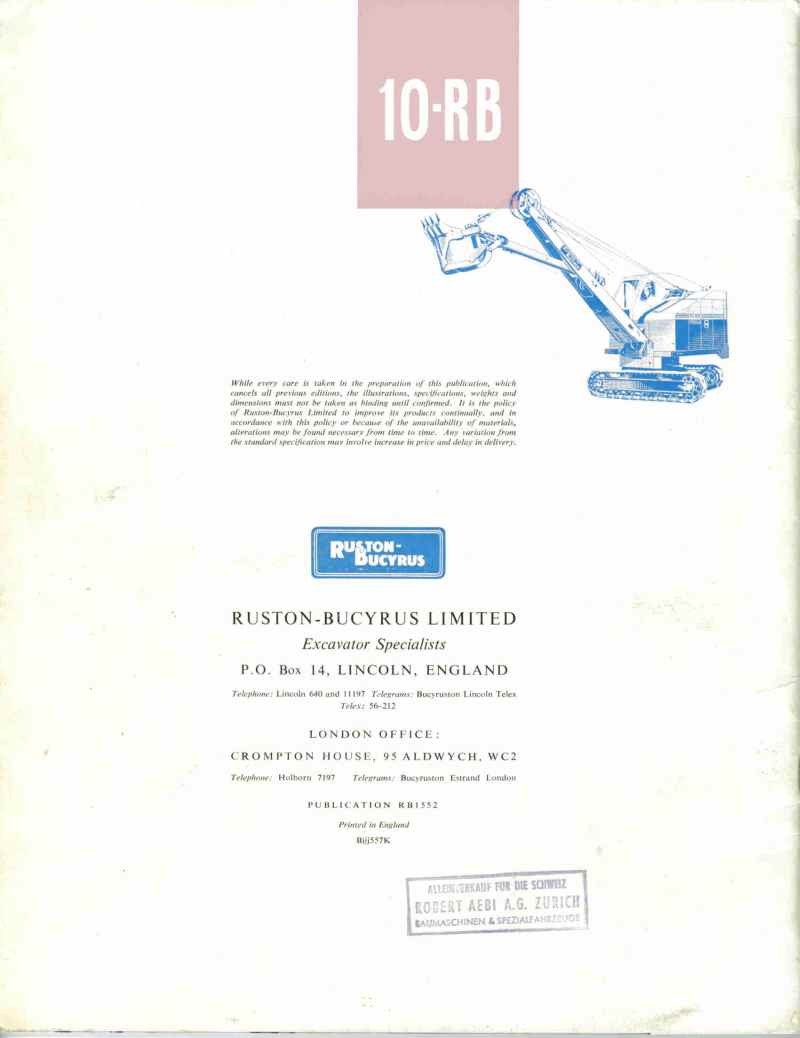 10-RB
While every care is taken in the preparation of this publication, which
cancels all previous editions, the illustrations, specifications, weights and
dimensions must not be taken as binding until confirmed. It is the policy
of Ruston-Bucyrus Limited to improve its products continually, and in
accordance with this policy or because of the unavailability of materials,
alterations may be found necessary from time to time. Any variation from
the standard specification may involve increase in price and delay in delivery.
RUSTON-
BUCYRUS
RUSTON-BUCYRUS LIMITED
Excavator Specialists
P.O. Box 14, LINCOLN, ENGLAND
Telephone: Lincoln 640 and 11197 Telegrams: Bucyruston Lincoln Telex
Telex: 56-212
LONDON OFFICE:
CROMPTON HOUSE, 95 ALDWYCH, WC2
Telephone: Holborn 7197 Telegrams: Bucyruston Estrand London
PUBLICATION RB1552
Printed in England
Bijj557K
ALLEINVERKAUF FÜR DIE SCHWEIZ
ROBERT AEBI A.G. ZÜRICH
BAUMASCHINEN & SPEZIALFAHRZEUGE